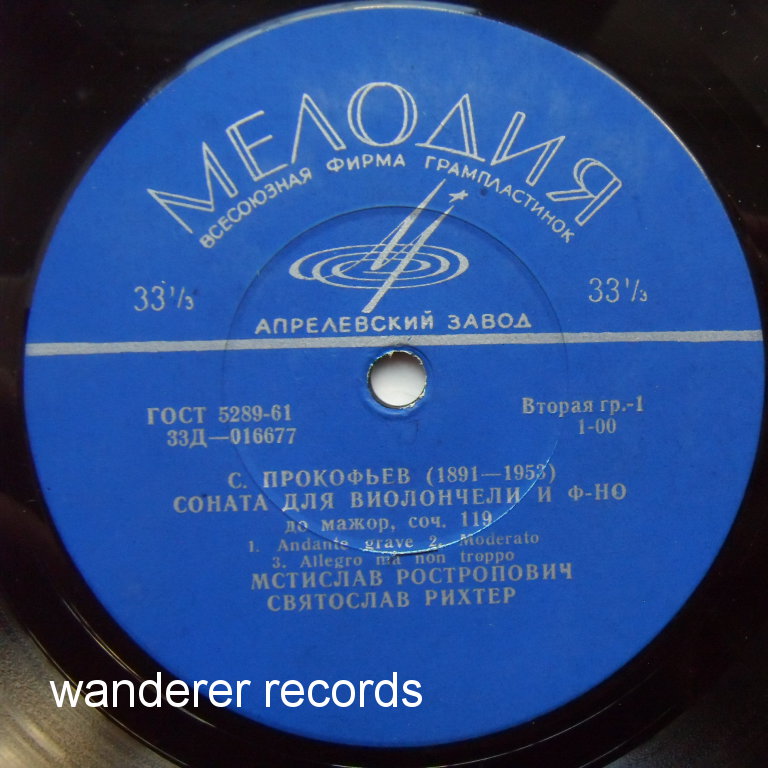 МЕЛОДИЯ
ВСЕСОЮЗНАЯ ФИРМА ГРАМПЛАСТИНОК
33⅓
33⅓
АПРЕЛЕВСКИЙ ЗАВОД
ГОСТ 5289-61
33Д—016677
Вторая гр.-1
1-00
С. ПРОКОФЬЕВ (1891—1953)
СОНАТА ДЛЯ ВИОЛОНЧЕЛИ И Ф-НО
до мажор, соч. 119
1. Andante grave 2. Moderato
3. Allegro ma non troppo
МСТИСЛАВ РОСТРОПОВИЧ
СВЯТОСЛАВ РИХТЕР
wanderer records